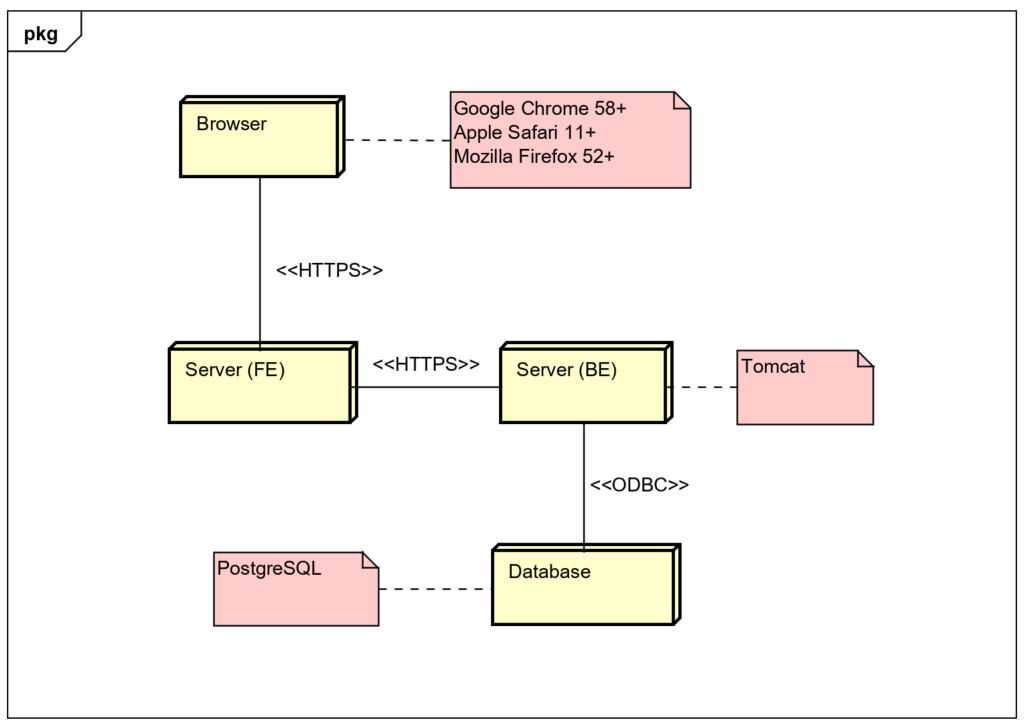 pkg
Browser
Google Chrome 58+
Apple Safari 11+
Mozilla Firefox 52+
<<HTTPS>>
Server (FE)
<<HTTPS>>
Server (BE)
Tomcat
<<ODBC>>
PostgreSQL
Database